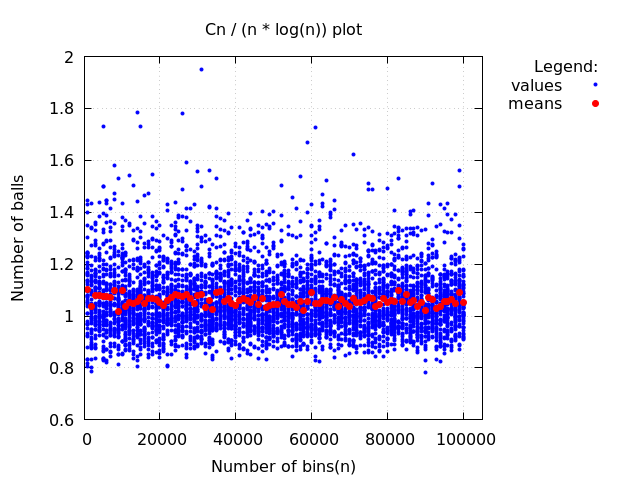 Cn / (n * log(n)) plot
Legend:
values
means
Number of balls
2
1.8
1.6
1.4
1.2
1
0.8
0.6
0 20000 40000 60000 80000 100000
Number of bins(n)